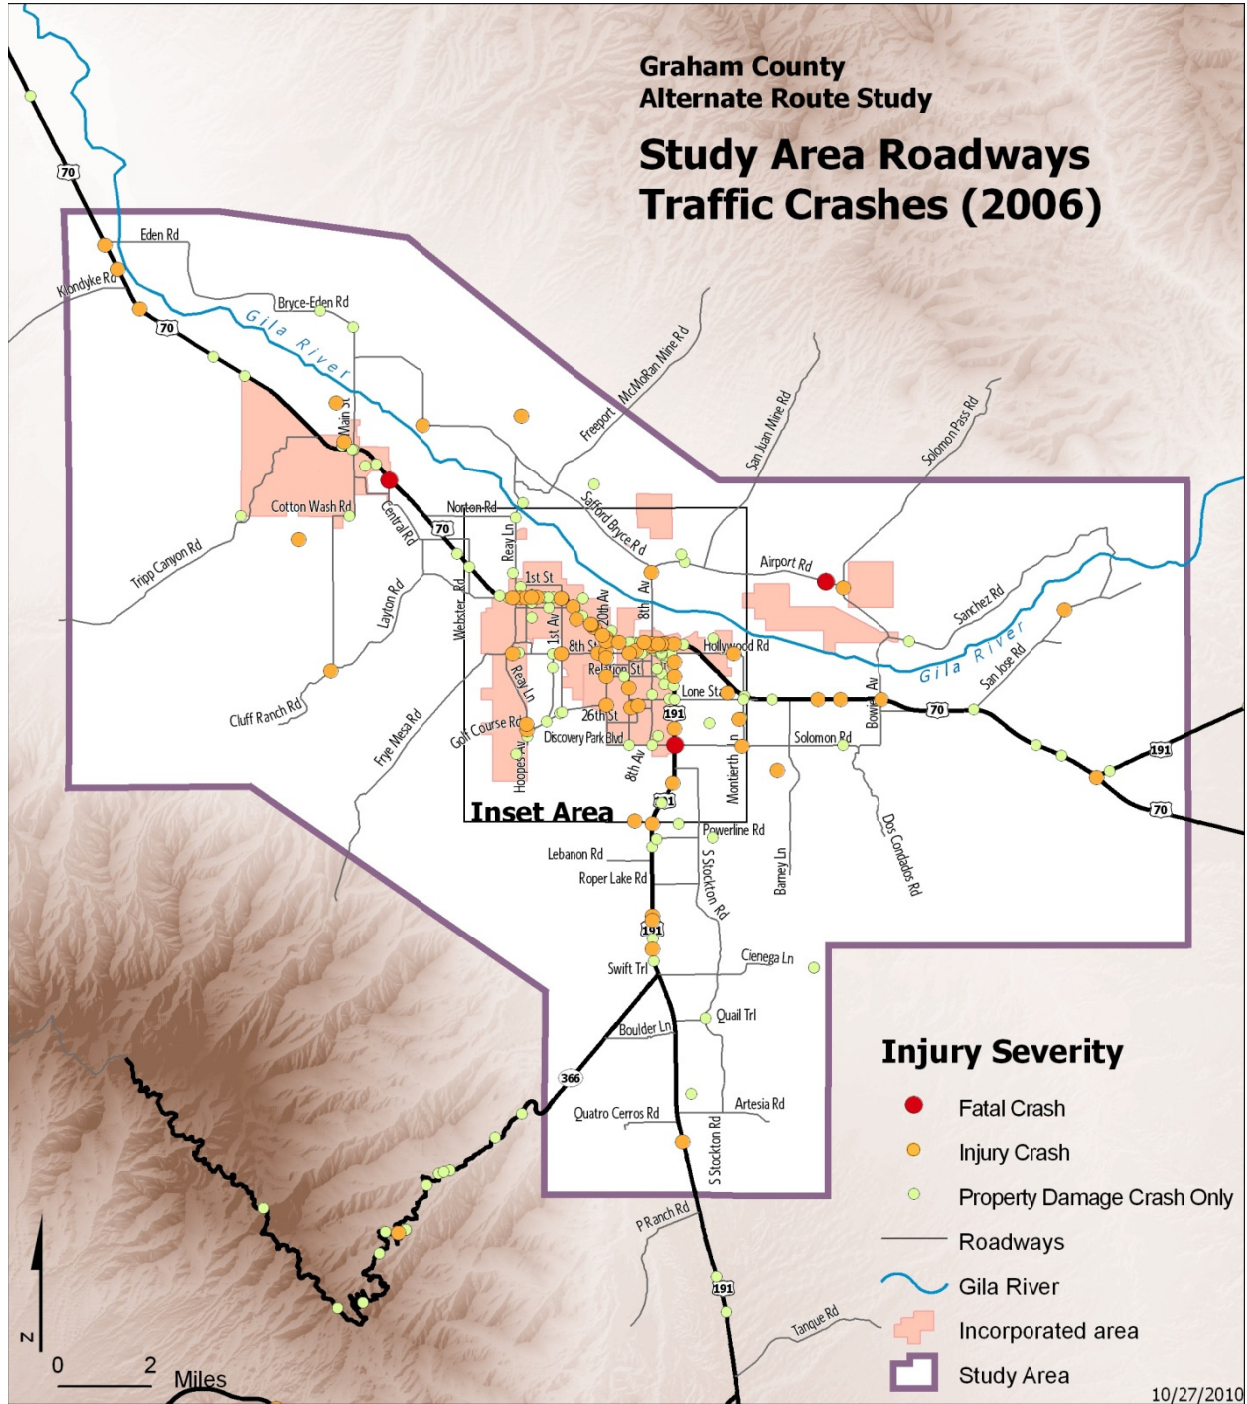 Graham County
Alternate Route Study
Study Area Roadways
Traffic Crashes (2006)
70
Eden Rd
Klondyke Rd
Bryce-Eden Rd
70
Gila River
Freeport McMoRan Mine Rd
San Juan Mine Rd
Solomon Pass Rd
Main St
Cotton Wash Rd
Central Rd
Norton Rd
70
Safford Bryce Rd
Airport Rd
Tripp Canyon Rd
Reay Ln
1st St
20th Av
8th Av
Sanchez Rd
Layton Rd
Webster Rd
1st Av
8th St
Hollywood Rd
Gila River
San Jose Rd
Relation St
Reay Ln
Lone Sta
Bowie Av
70
Cluff Ranch Rd
Frye Mesa Rd
Golf Course Rd
26th St
191
Discovery Park Blvd
Solomon Rd
191
Hoopes Av
8th Av
Montierth Ln
70
Inset Area
Powerline Rd
Lebanon Rd
Roper Lake Rd
S Stockton Rd
Barney Ln
Dos Condados Rd
191
Swift Trl
Cienega Ln
Boulder Ln
Quail Trl
366
Quatro Cerros Rd
Artesia Rd
S Stockton Rd
P Ranch Rd
191
Tanque Rd
Injury Severity
Fatal Crash
Injury Crash
Property Damage Crash Only
Roadways
Gila River
Incorporated area
Study Area
N
0 2
Miles
10/27/2010